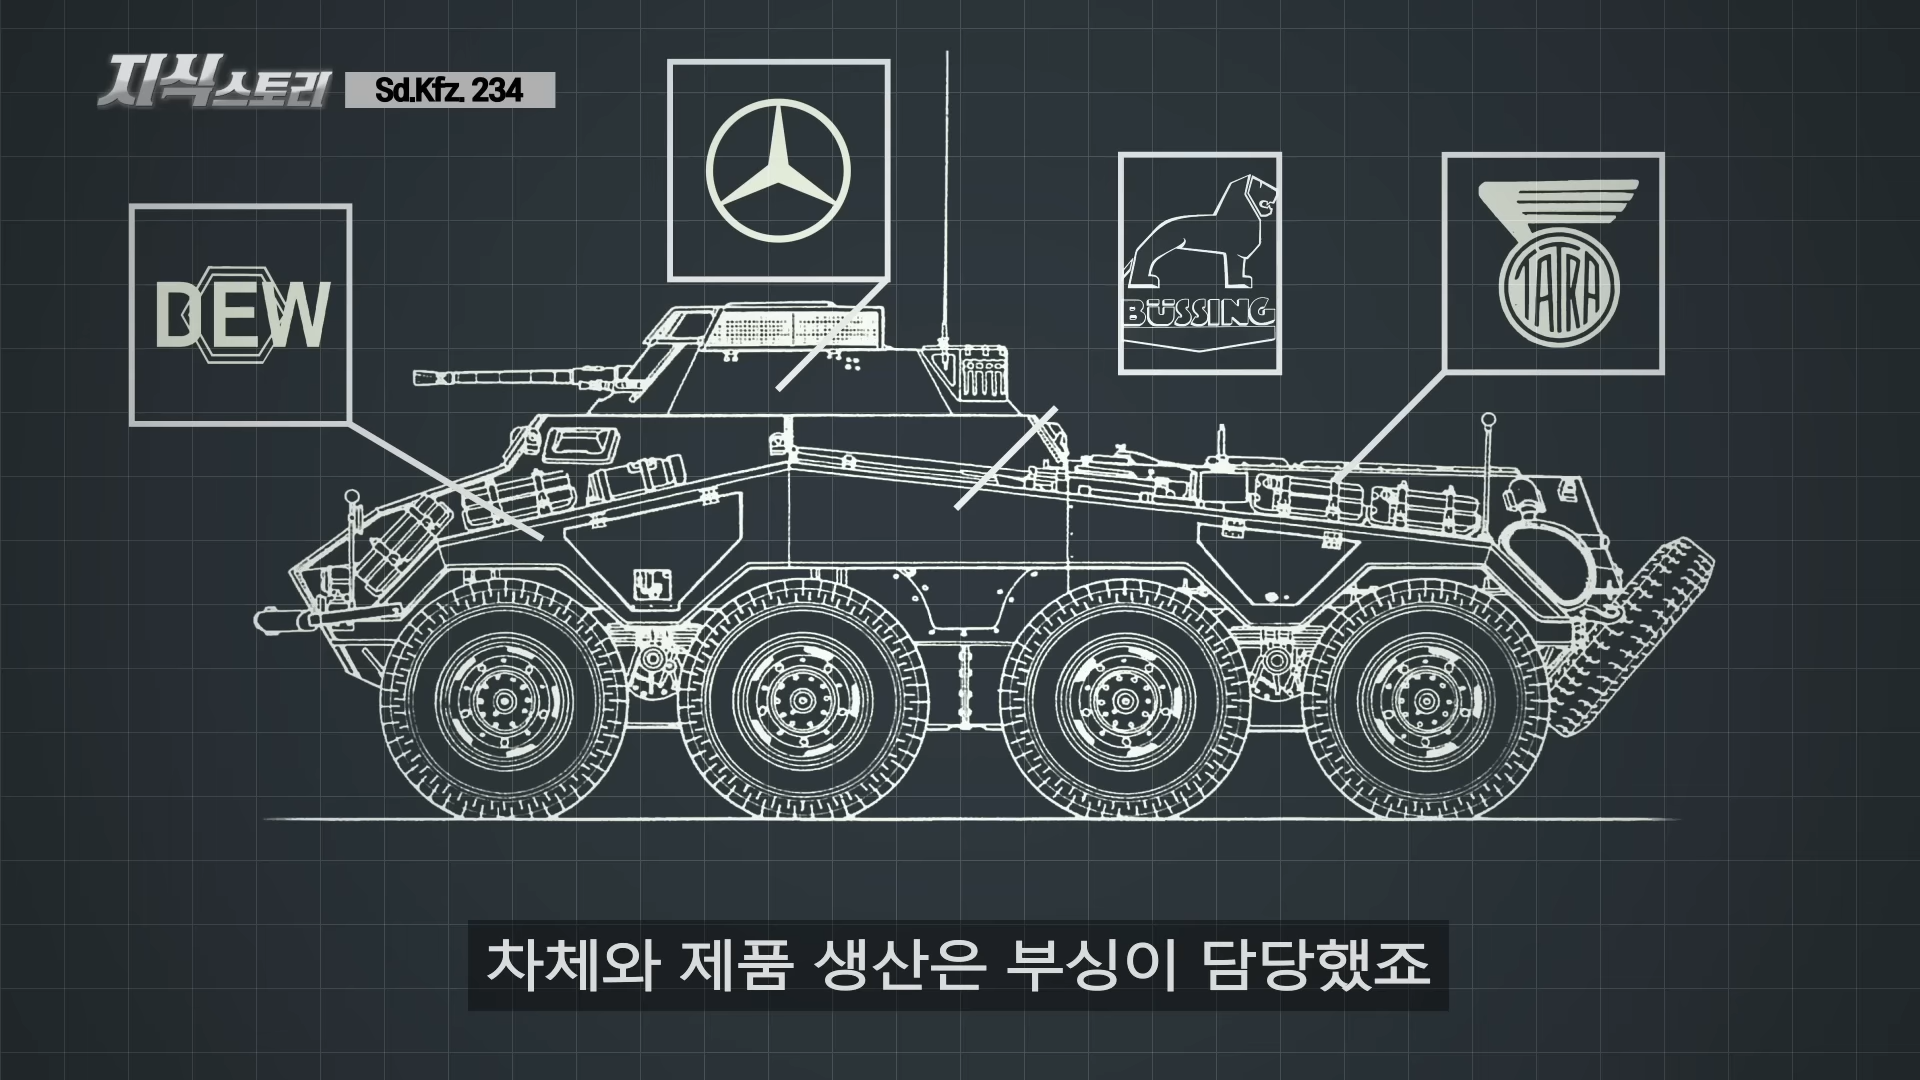 지식스토리
Sd.Kfz. 234
DEW
BÜSSING
TATRA
차체와 제품 생산은 부싱이 담당했죠